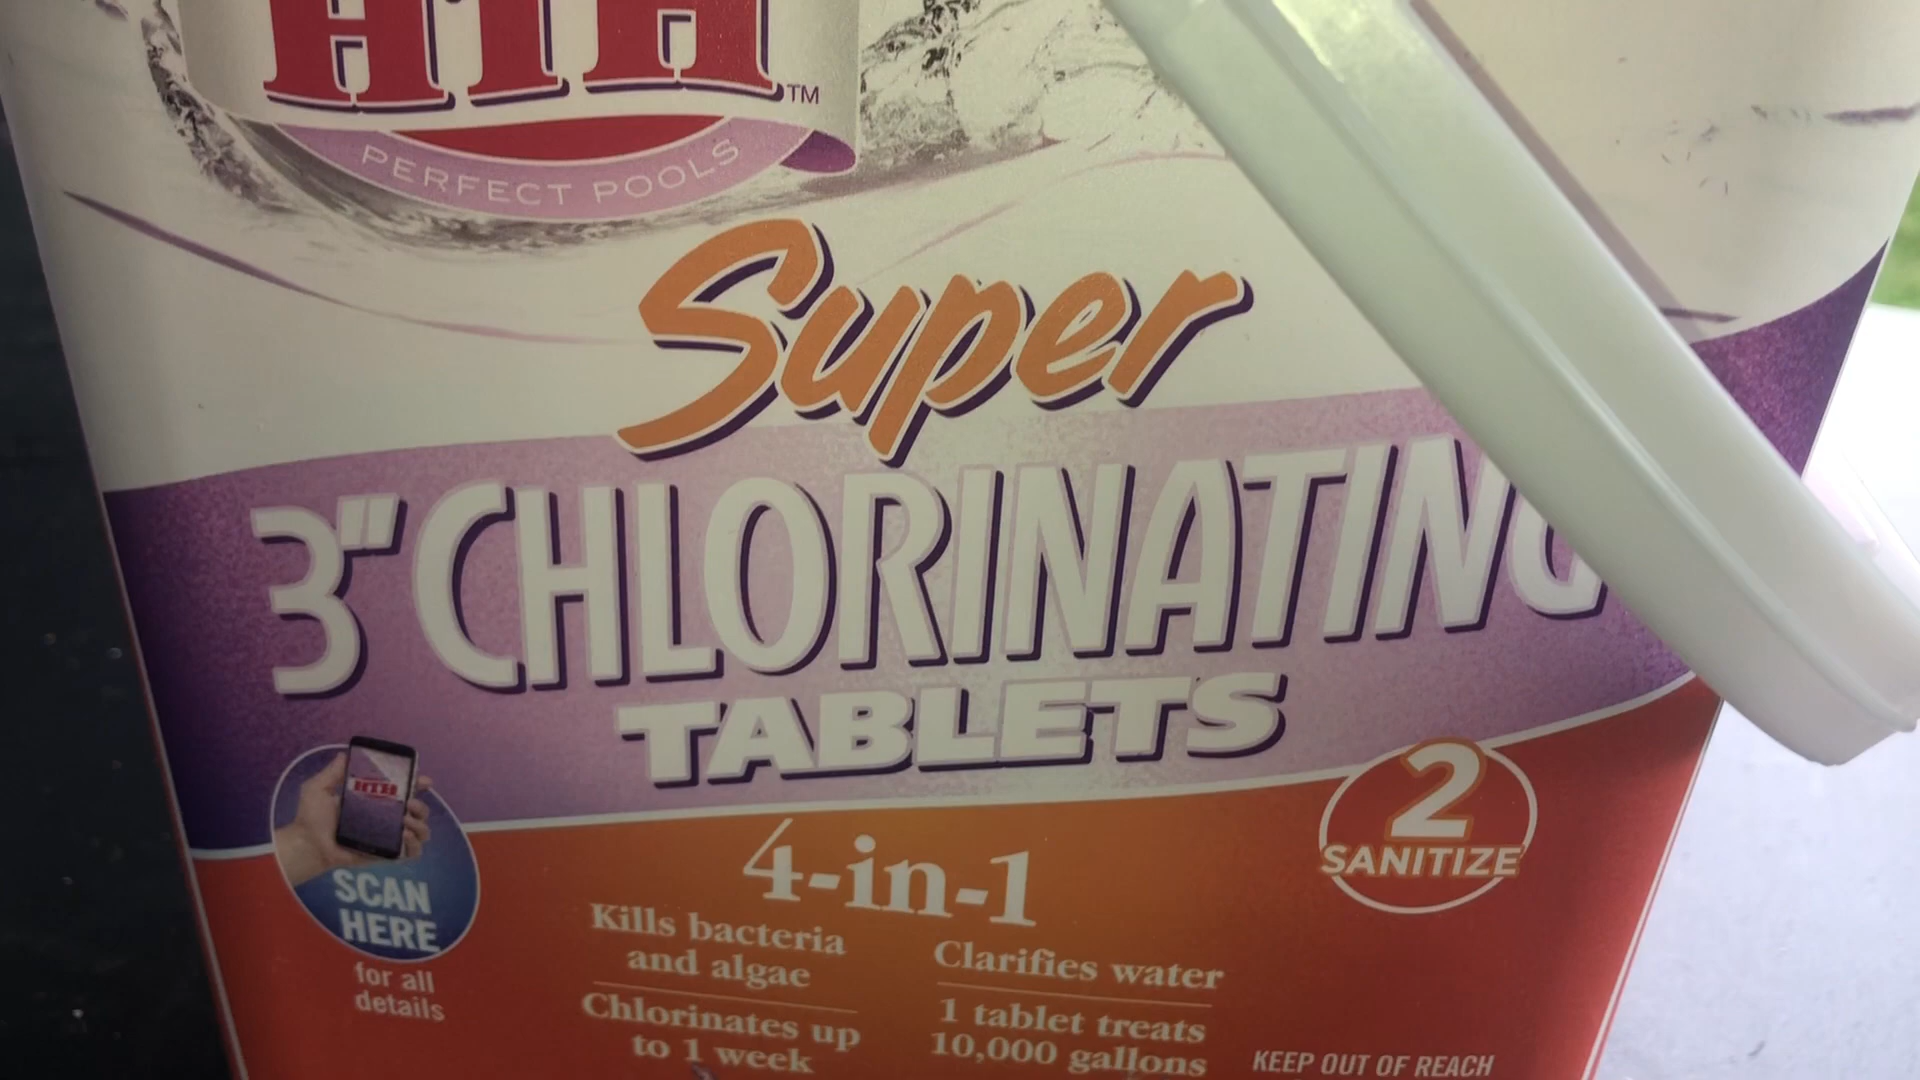 HTH™
PERFECT POOLS
Super
3" CHLORINATING
TABLETS
HTH
SCAN
HERE
for all
details
4-in-1
Kills bacteria
and algae
Chlorinates up
to 1 week
Clarifies water
1 tablet treats
10,000 gallons
2
SANITIZE
KEEP OUT OF REACH